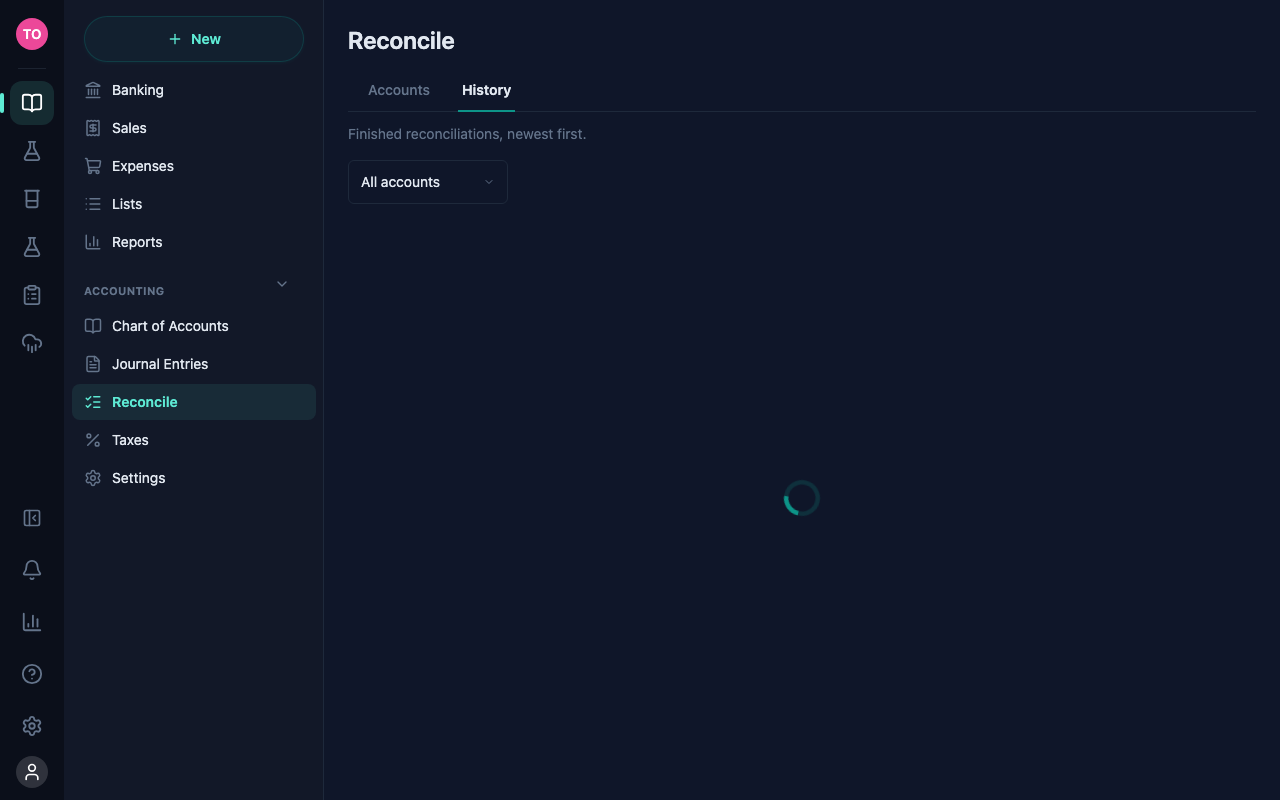 TO
New
Banking
Sales
Expenses
Lists
Reports
ACCOUNTING
Chart of Accounts
Journal Entries
Reconcile
Taxes
Settings
Reconcile
Accounts
History
Finished reconciliations, newest first.
All accounts